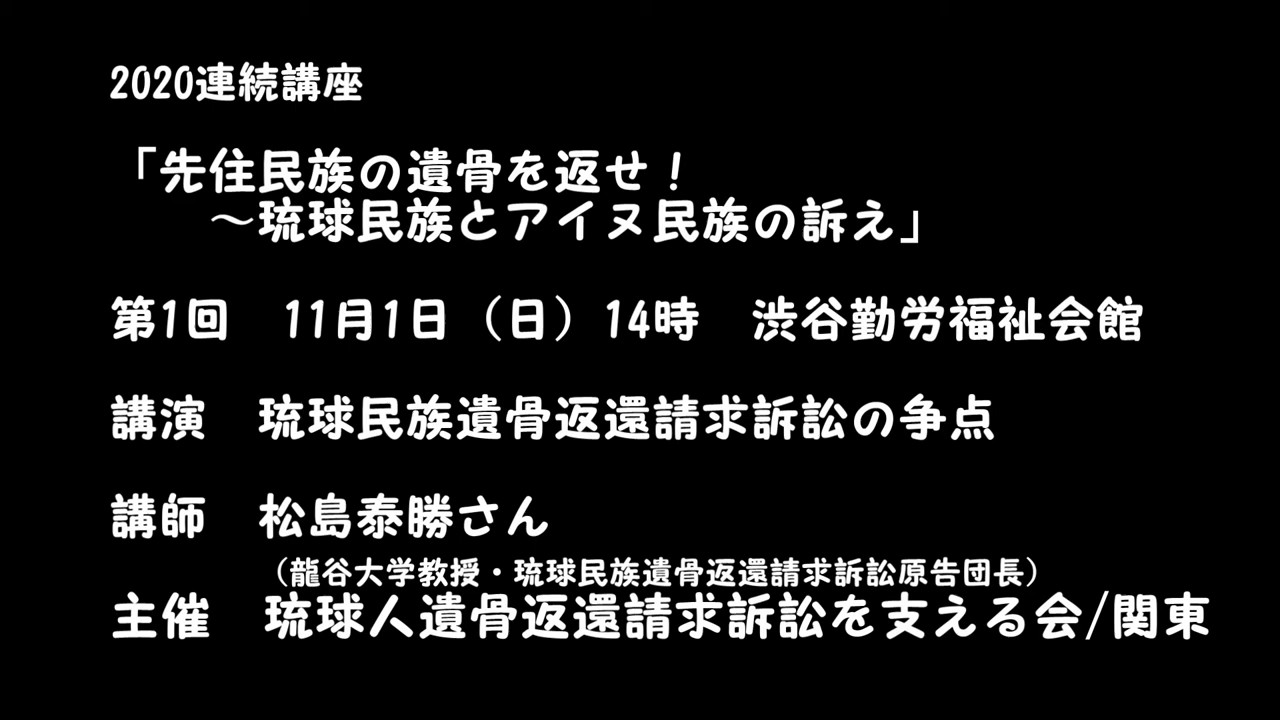 2020連続講座
「先住民族の遺骨を返せ！
～琉球民族とアイヌ民族の訴え」
第1回　11月1日（日）14時　渋谷勤労福祉会館
講演　琉球民族遺骨返還請求訴訟の争点
講師　松島泰勝さん
（龍谷大学教授・琉球民族遺骨返還請求訴訟原告団長）
主催　琉球人遺骨返還請求訴訟を支える会/関東